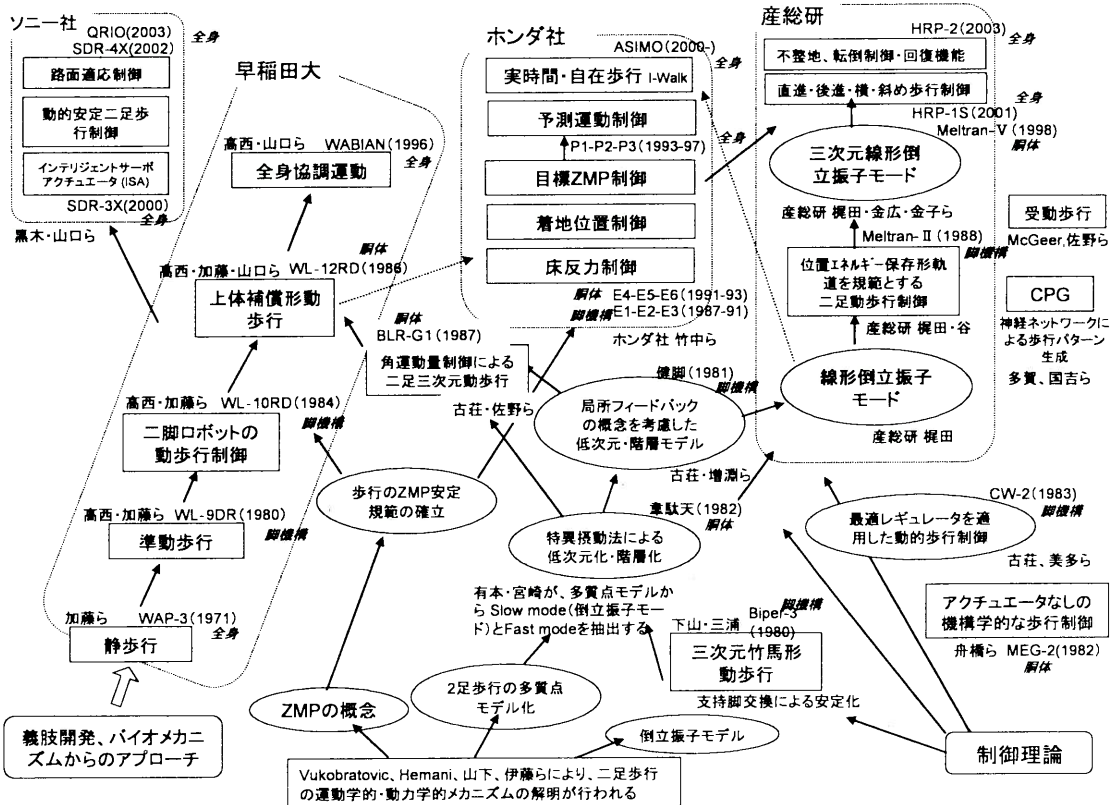 ソニー社
QRIO(2003)
全身
SDR-4X(2002)
路面適応制御
動的安定二足歩
行制御
インテリジェントサーボ
アクチュエータ(ISA)
SDR-3X(2000)
全身
黒木・山口ら
早稲田大
高西・山口ら WABIAN(1996)
全身
全身協調運動
胴体
高西・加藤・山口ら WL-12RD(1986)
上体補償形動
歩行
高西・加藤ら WL-10RD(1984)
脚機構
二脚ロボットの
動歩行制御
高西・加藤ら WL-9DR(1980)
脚機構
準動歩行
加藤ら WAP-3(1971)
全身
静歩行
義肢開発、バイオメカニ
ズムからのアプローチ
ホンダ社
ASIMO(2000-)
全身
実時間・自在歩行 I-Walk
予測運動制御
全身
P1-P2-P3(1993-97)
目標ZMP制御
着地位置制御
床反力制御
胴体 E4-E5-E6(1991-93)
脚機構 E1-E2-E3(1987-91)
ホンダ社 竹中ら
胴体
BLR-G1(1987)
角運動量制御による
二足三次元動歩行
古荘・佐野ら
健脚(1981)
脚機構
局所フィードバック
の概念を考慮した
低次元・階層モデル
古荘・増淵ら
歩行のZMP安定
規範の確立
韋駄天(1982)
胴体
特異摂動法による
低次元化・階層化
有本・宮崎が、多質点モデルか
ら Slow mode(倒立振子モー
ド)とFast modeを抽出する
脚機構
下山・三浦 Biper-3
(1980)
三次元竹馬形
動歩行
支持脚交換による安定化
2足歩行の多質点
モデル化
ZMPの概念
倒立振子モデル
Vukobratovic、Hemani、山下、伊藤らにより、二足歩行
の運動学的・動力学的メカニズムの解明が行われる
産総研
HRP-2(2003)
全身
不整地、転倒制御・回復機能
直進・後進・横・斜め歩行制御
全身
HRP-1S(2001)
Meltran-V(1998)
胴体
三次元線形倒
立振子モード
産総研 梶田・金広・金子ら
Meltran-Ⅱ(1988)
脚機構
位置エネルギー保存形軌
道を規範とする
二足動歩行制御
産総研 梶田・谷
線形倒立振子
モード
産総研 梶田
受動歩行
McGeer,佐野ら
CPG
神経ネットワーク
による歩行パターン
生成
多賀、国吉ら
CW-2(1983)
脚機構
最適レギュレータを適
用した動的歩行制御
古荘、美多ら
アクチュエータなしの
機構学的な歩行制御
舟橋ら MEG-2(1982)
胴体
制御理論